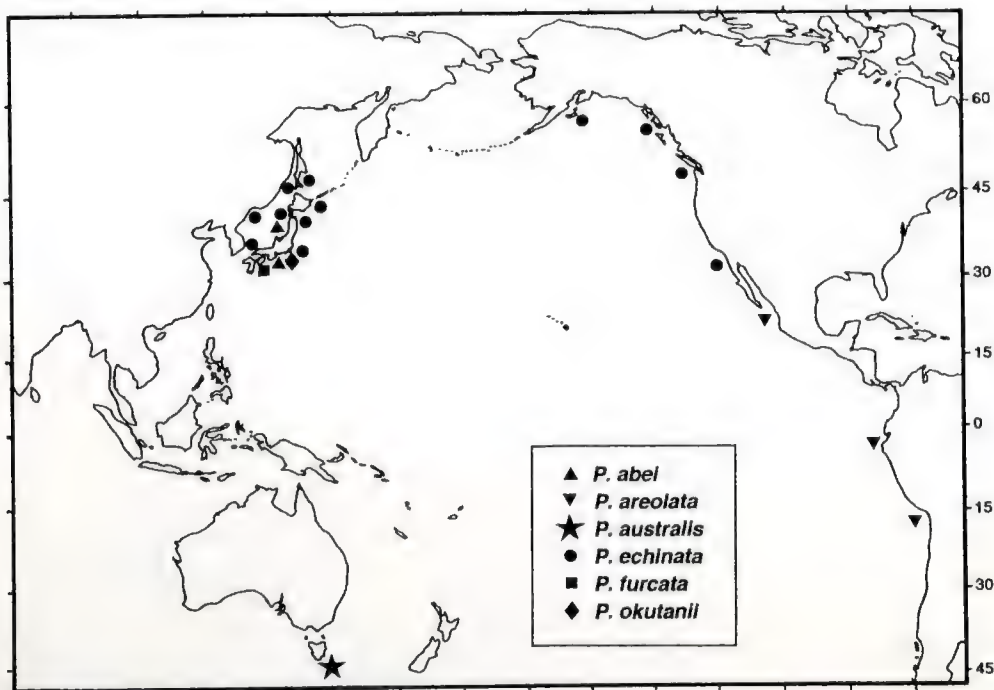 60
45
30
15
0
15
30
45
P. abei
P. areolata
P. australis
P. echinata
P. furcata
P. okutanii